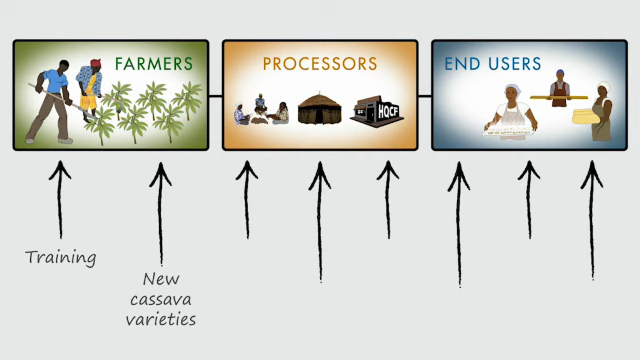 FARMERS
PROCESSORS
END USERS
HQCF
Training
New
cassava
varieties